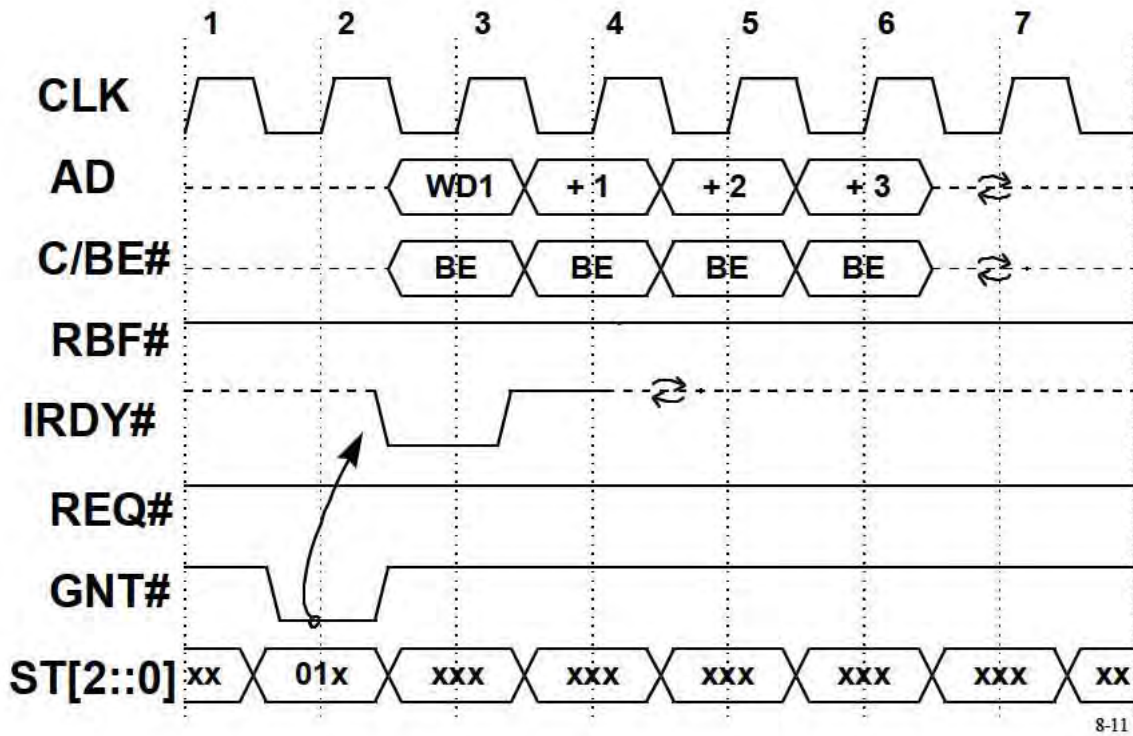 1 2 3 4 5 6 7
CLK
AD WD1 + 1 + 2 + 3
C/BE# BE BE BE BE
RBF#
IRDY#
REQ#
GNT#
ST[2::0] xx 01x xxx xxx xxx xxx xxx xx
8-11